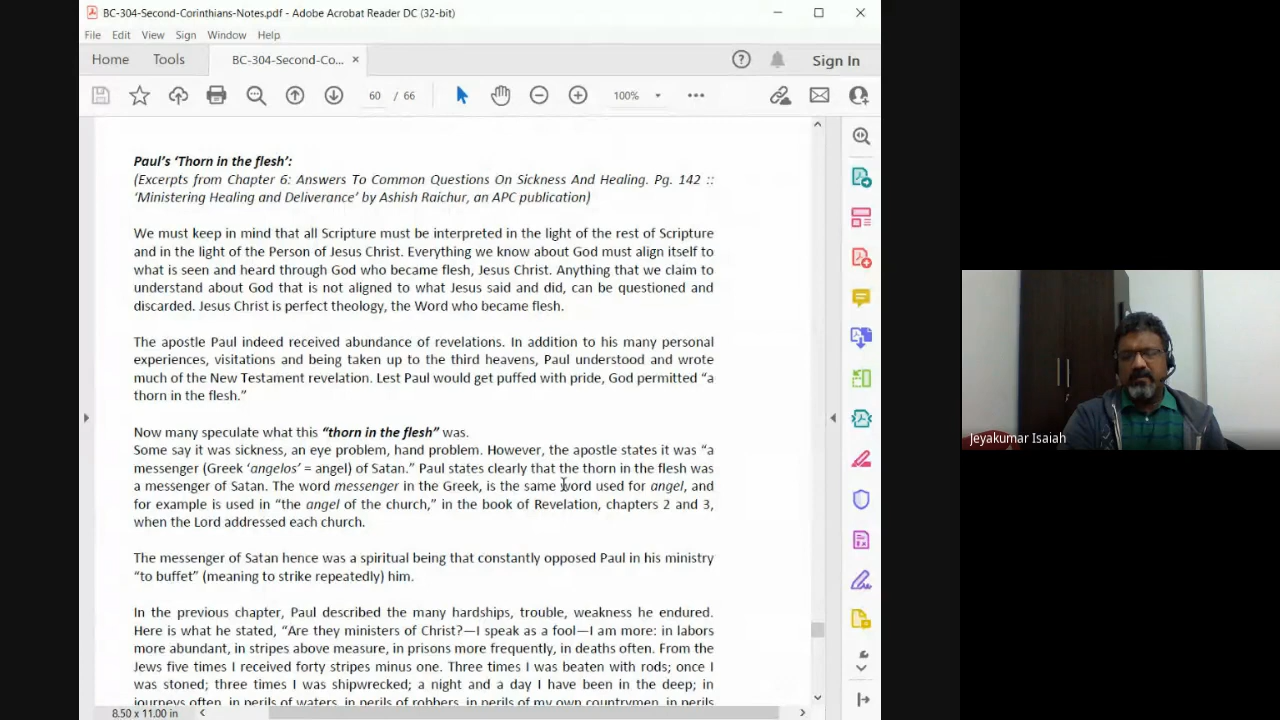 BC-304-Second-Corinthians-Notes.pdf - Adobe Acrobat Reader DC (32-bit)
File Edit View Sign Window Help
Home Tools BC-304-Second-Co... × Sign In
60 / 66 100%
Paul's 'Thorn in the flesh':
(Excerpts from Chapter 6: Answers To Common Questions On Sickness And Healing. Pg. 142 ::
'Ministering Healing and Deliverance' by Ashish Raichur, an APC publication)
We must keep in mind that all Scripture must be interpreted in the light of the rest of Scripture
and in the light of the Person of Jesus Christ. Everything we know about God must align itself to
what is seen and heard through God who became flesh, Jesus Christ. Anything that we claim to
understand about God that is not aligned to what Jesus said and did, can be questioned and
discarded. Jesus Christ is perfect theology, the Word who became flesh.
The apostle Paul indeed received abundance of revelations. In addition to his many personal
experiences, visitations and being taken up to the third heavens, Paul understood and wrote
much of the New Testament revelation. Lest Paul would get puffed with pride, God permitted "a
thorn in the flesh."
Now many speculate what this "thorn in the flesh" was.
Some say it was sickness, an eye problem, hand problem. However, the apostle states it was "a
messenger (Greek 'angelos' = angel) of Satan." Paul states clearly that the thorn in the flesh was
a messenger of Satan. The word messenger in the Greek, is the same word used for angel, and
for example is used in "the angel of the church," in the book of Revelation, chapters 2 and 3,
when the Lord addressed each church.
The messenger of Satan hence was a spiritual being that constantly opposed Paul in his ministry
"to buffet" (meaning to strike repeatedly) him.
In the previous chapter, Paul described the many hardships, trouble, weakness he endured.
Here is what he stated, "Are they ministers of Christ?—I speak as a fool—I am more: in labors
more abundant, in stripes above measure, in prisons more frequently, in deaths often. From the
Jews five times I received forty stripes minus one. Three times I was beaten with rods; once I
was stoned; three times I was shipwrecked; a night and a day I have been in the deep; in
journeys often, in perils of waters, in perils of robbers, in perils of my own countrymen, in perils
8.50 x 11.00 in
Jeyakumar Isaiah